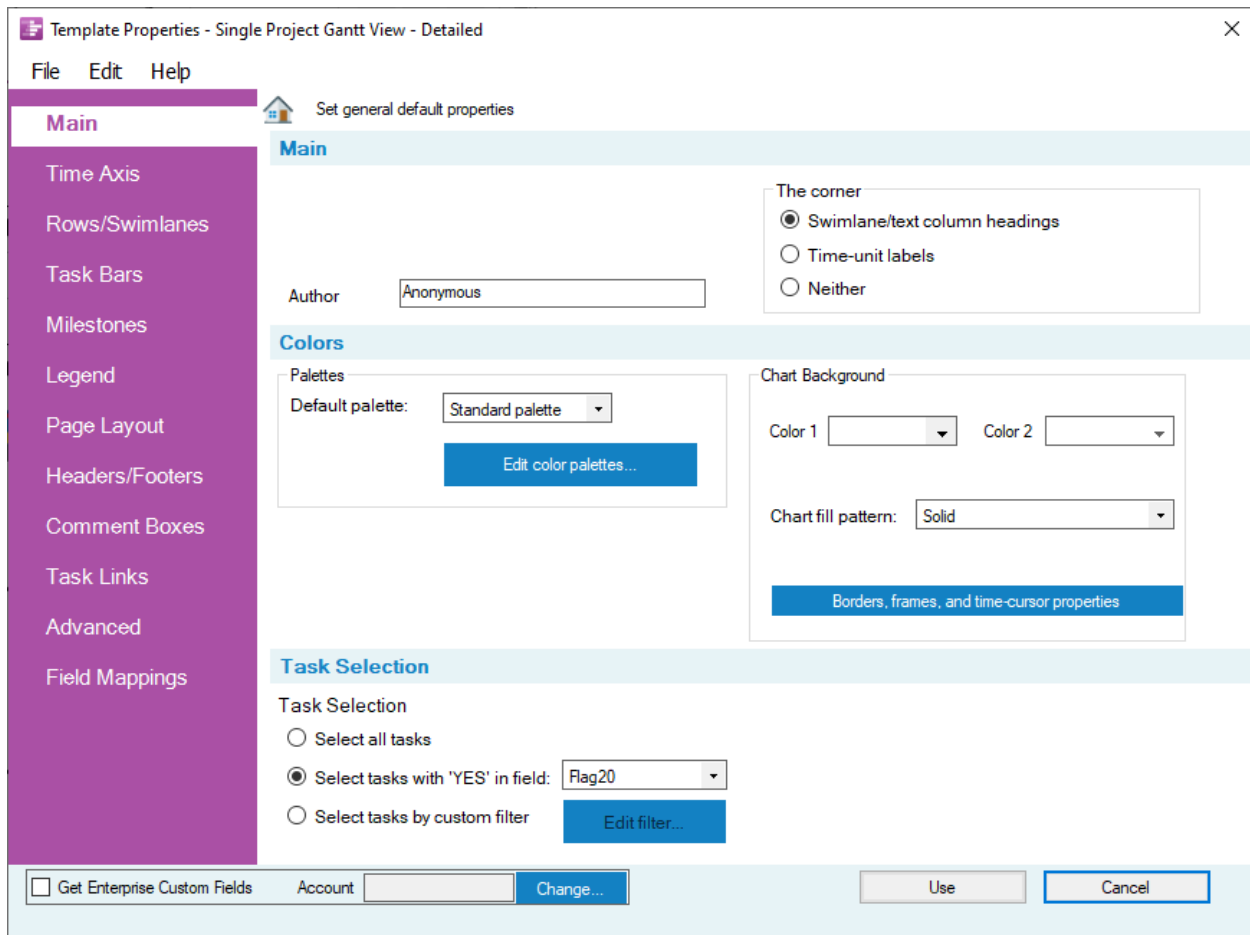 Template Properties - Single Project Gantt View - Detailed
File Edit Help
Main
Time Axis
Rows/Swimlanes
Task Bars
Milestones
Legend
Page Layout
Headers/Footers
Comment Boxes
Task Links
Advanced
Field Mappings
Set general default properties
Main
Author Anonymous
The corner
Swimlane/text column headings
Time-unit labels
Neither
Colors
Palettes
Default palette: Standard palette
Edit color palettes...
Chart Background
Color 1 Color 2
Chart fill pattern: Solid
Borders, frames, and time-cursor properties
Task Selection
Task Selection
Select all tasks
Select tasks with 'YES' in field: Flag20
Select tasks by custom filter Edit filter...
Get Enterprise Custom Fields Account Change... Use Cancel